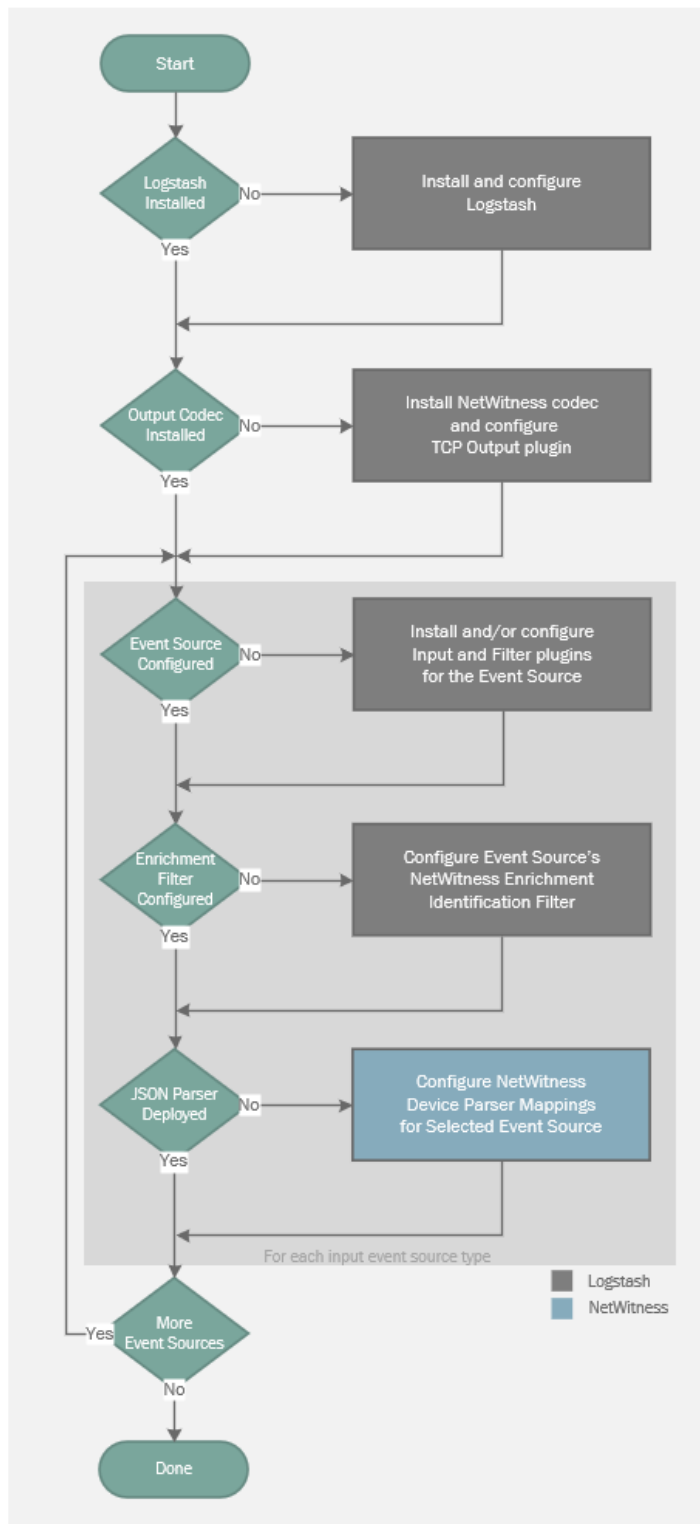 Start
Logstash
Installed
No
Install and configure
Logstash
Yes
Output Codec
Installed
No
Install NetWitness codec
and configure
TCP Output plugin
Yes
Event Source
Configured
No
Install and/or configure
Input and Filter plugins
for the Event Source
Yes
Enrichment
Filter
Configured
No
Configure Event Source’s
NetWitness Enrichment
Identification Filter
Yes
JSON Parser
Deployed
No
Configure NetWitness
Device Parser Mappings
for Selected Event Source
Yes
For each input event source type
Logstash
NetWitness
More
Event Sources
Yes
No
Done